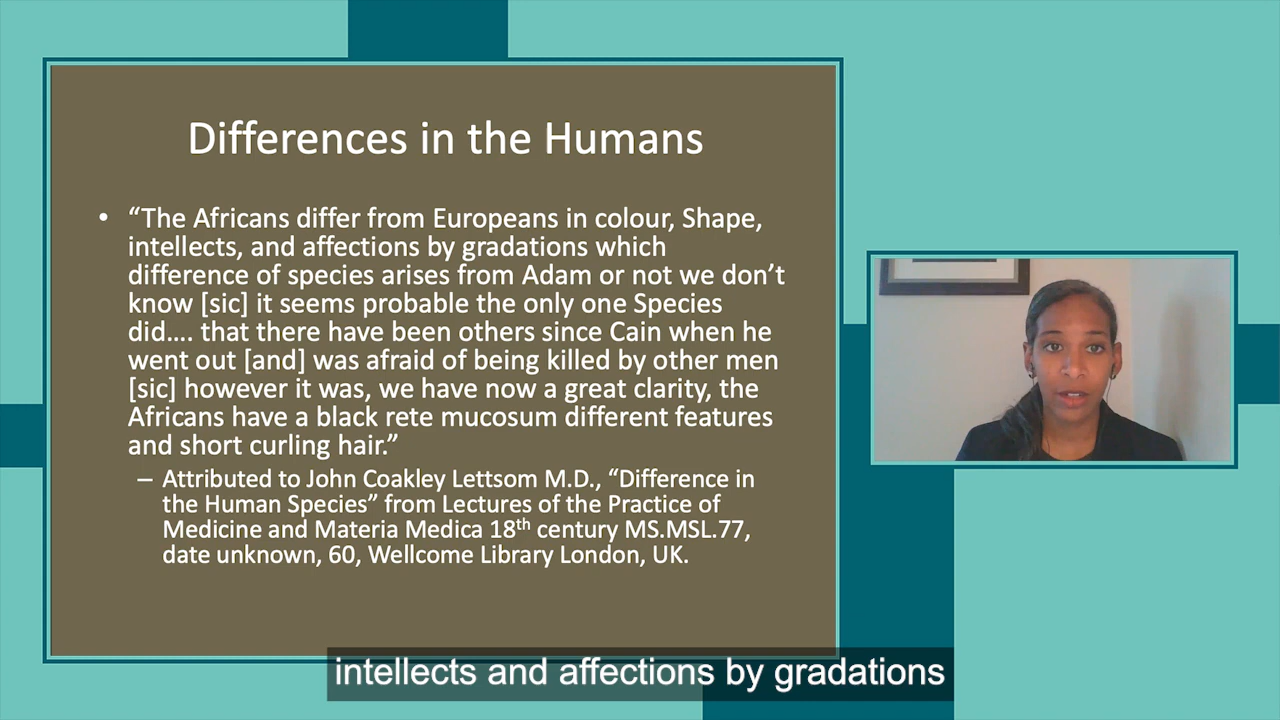 Differences in the Humans
• “The Africans differ from Europeans in colour, Shape,
intellects, and affections by gradations which
difference of species arises from Adam or not we don’t
know [sic] it seems probable the only one Species
did…. that there have been others since Cain when he
went out [and] was afraid of being killed by other men
[sic] however it was, we have now a great clarity, the
Africans have a black rete mucosum different features
and short curling hair.”
– Attributed to John Coakley Lettsom M.D., “Difference in
the Human Species” from Lectures of the Practice of
Medicine and Materia Medica 18th century MS.MSL.77,
date unknown, 60, Wellcome Library London, UK.
intellects and affections by gradations